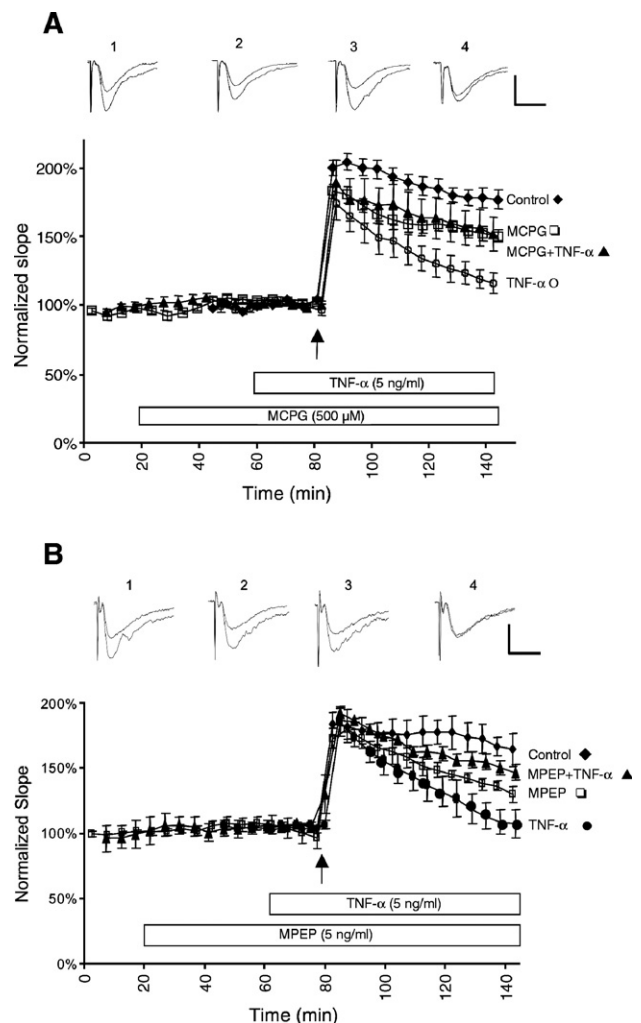 A
1 2 3 4
200%
150%
100%
50%
0%
Normalized slope
Control ◆
MCPG ❑
MCPG+TNF-α ▲
TNF-α O
TNF-α (5 ng/ml)
MCPG (500 µM)
0 20 40 60 80 100 120 140
Time (min)
B
1 2 3 4
200%
150%
100%
50%
0%
Normalized Slope
Control ◆
MPEP+TNF-α ▲
MPEP ❑
TNF-α ●
TNF-α (5 ng/ml)
MPEP (5 ng/ml)
0 20 40 60 80 100 120 140
Time (min)